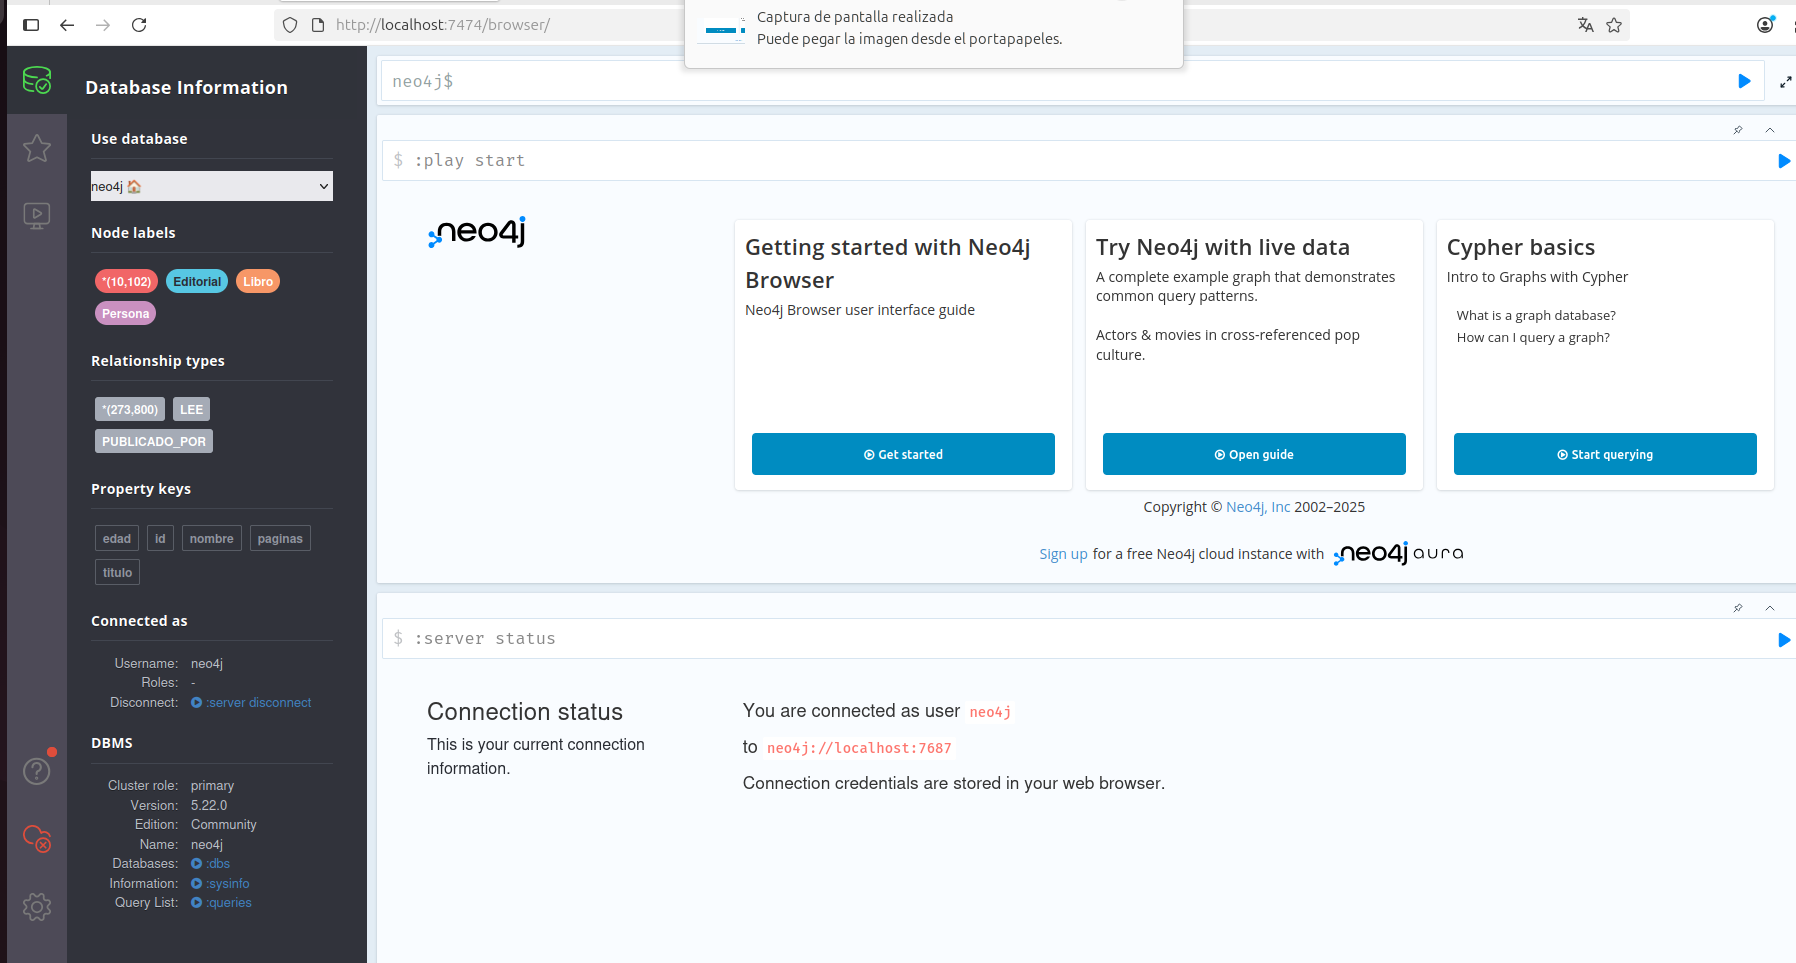 http://localhost:7474/browser/
Captura de pantalla realizada
Puede pegar la imagen desde el portapapeles.
Database Information
Use database
neo4j
Node labels
*(10,102) Editorial Libro
Persona
Relationship types
*(273,800) LEE
PUBLICADO_POR
Property keys
edad id nombre paginas
titulo
Connected as
Username: neo4j
Roles: -
Disconnect: :server disconnect
DBMS
Cluster role: primary
Version: 5.22.0
Edition: Community
Name: neo4j
Databases: :dbs
Information: :sysinfo
Query List: :queries
neo4j$
$ :play start
neo4j
Getting started with Neo4j
Browser
Neo4j Browser user interface guide
Get started
Try Neo4j with live data
A complete example graph that demonstrates
common query patterns.
Actors & movies in cross-referenced pop
culture.
Open guide
Cypher basics
Intro to Graphs with Cypher
What is a graph database?
How can I query a graph?
Start querying
Copyright © Neo4j, Inc 2002–2025
Sign up for a free Neo4j cloud instance with neo4j aura
$ :server status
Connection status
This is your current connection
information.
You are connected as user neo4j
to neo4j://localhost:7687
Connection credentials are stored in your web browser.